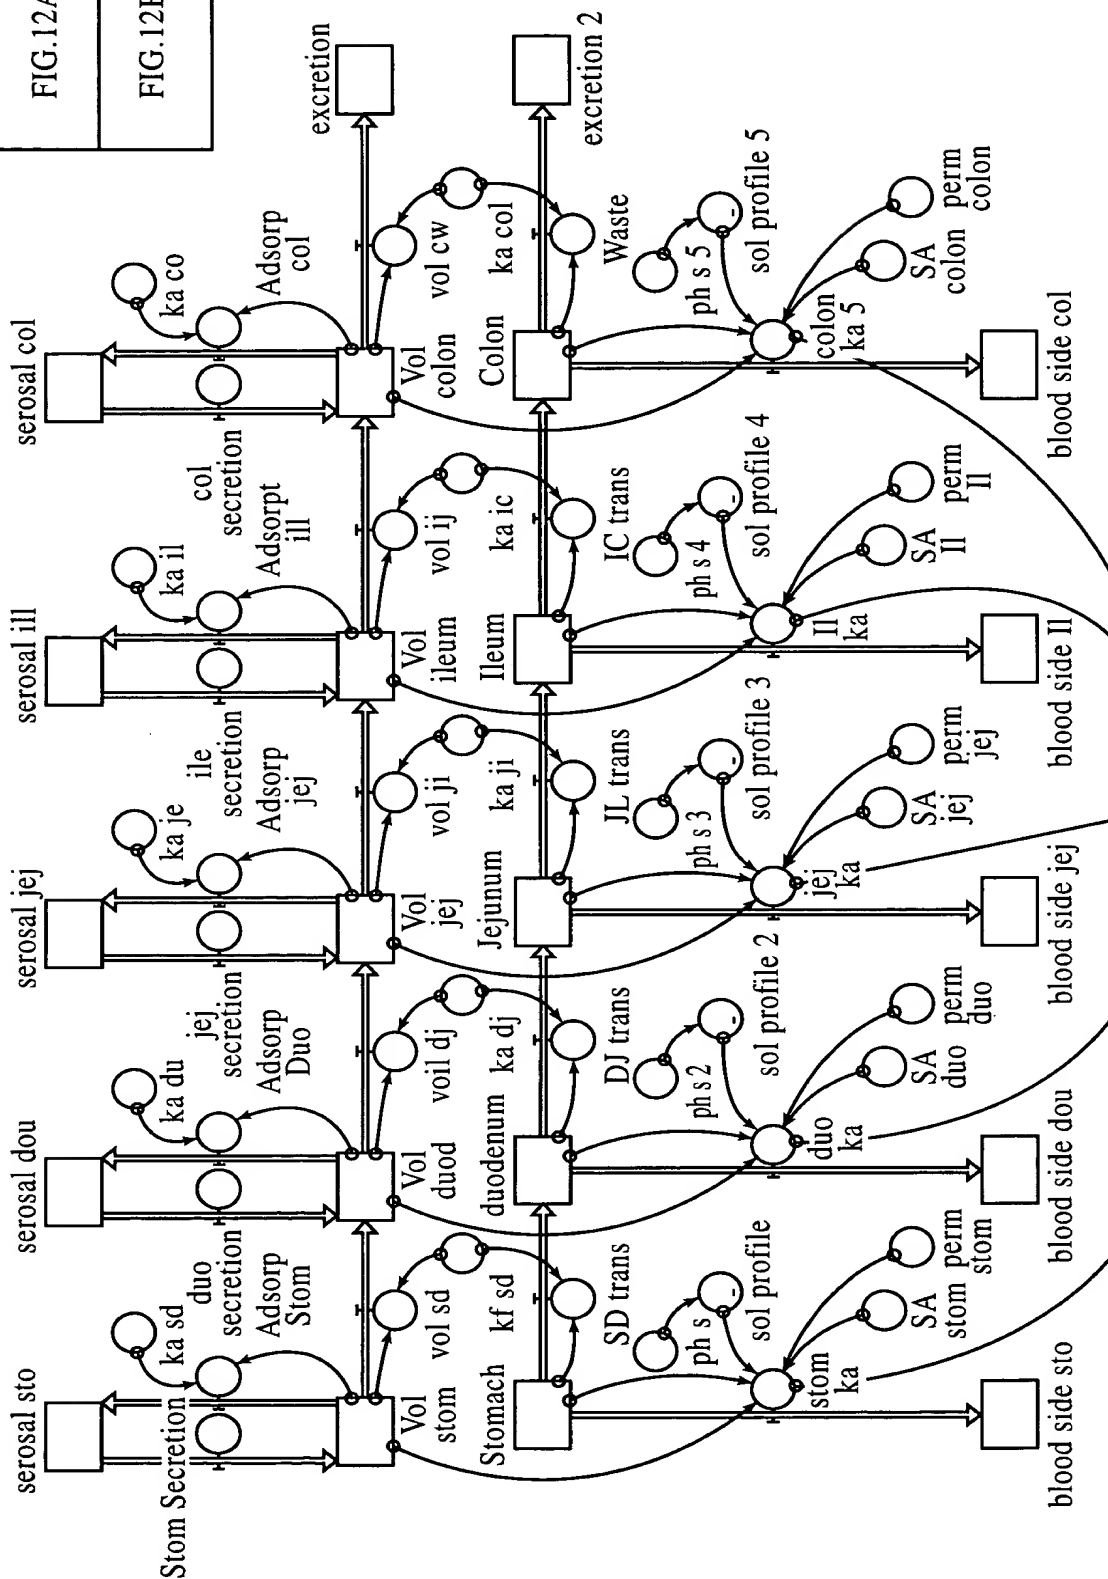 FIG.12A
FIG.12B
serosal sto
serosal dou
serosal jej
serosal ill
serosal col
Stom Secretion
ka sd
duo
secretion
Adsorp
Stom
ka du
jej
secretion
Adsorp
Duo
ka je
ile
secretion
Adsorp
jej
ka il
col
secretion
Adsorpt
ill
ka co
Adsorp
col
excretion
Vol
stom
vol sd
Vol
duod
voil dj
Vol
jej
vol ji
Vol
ileum
vol ij
Vol
colon
vol cw
Stomach
kf sd
duodenum
ka dj
Jejunum
ka ji
Ileum
ka ic
Colon
ka col
excretion 2
SD trans
DJ trans
JL trans
IC trans
Waste
ph s
sol profile
ph s 2
sol profile 2
ph s 3
sol profile 3
ph s 4
sol profile 4
ph s 5
sol profile 5
stom
ka
duo
ka
jej
ka
Il
ka
colon
ka 5
SA
stom
perm
stom
SA
duo
perm
duo
SA
jej
perm
jej
SA
Il
perm
Il
SA
colon
perm
colon
blood side sto
blood side dou
blood side jej
blood side Il
blood side col